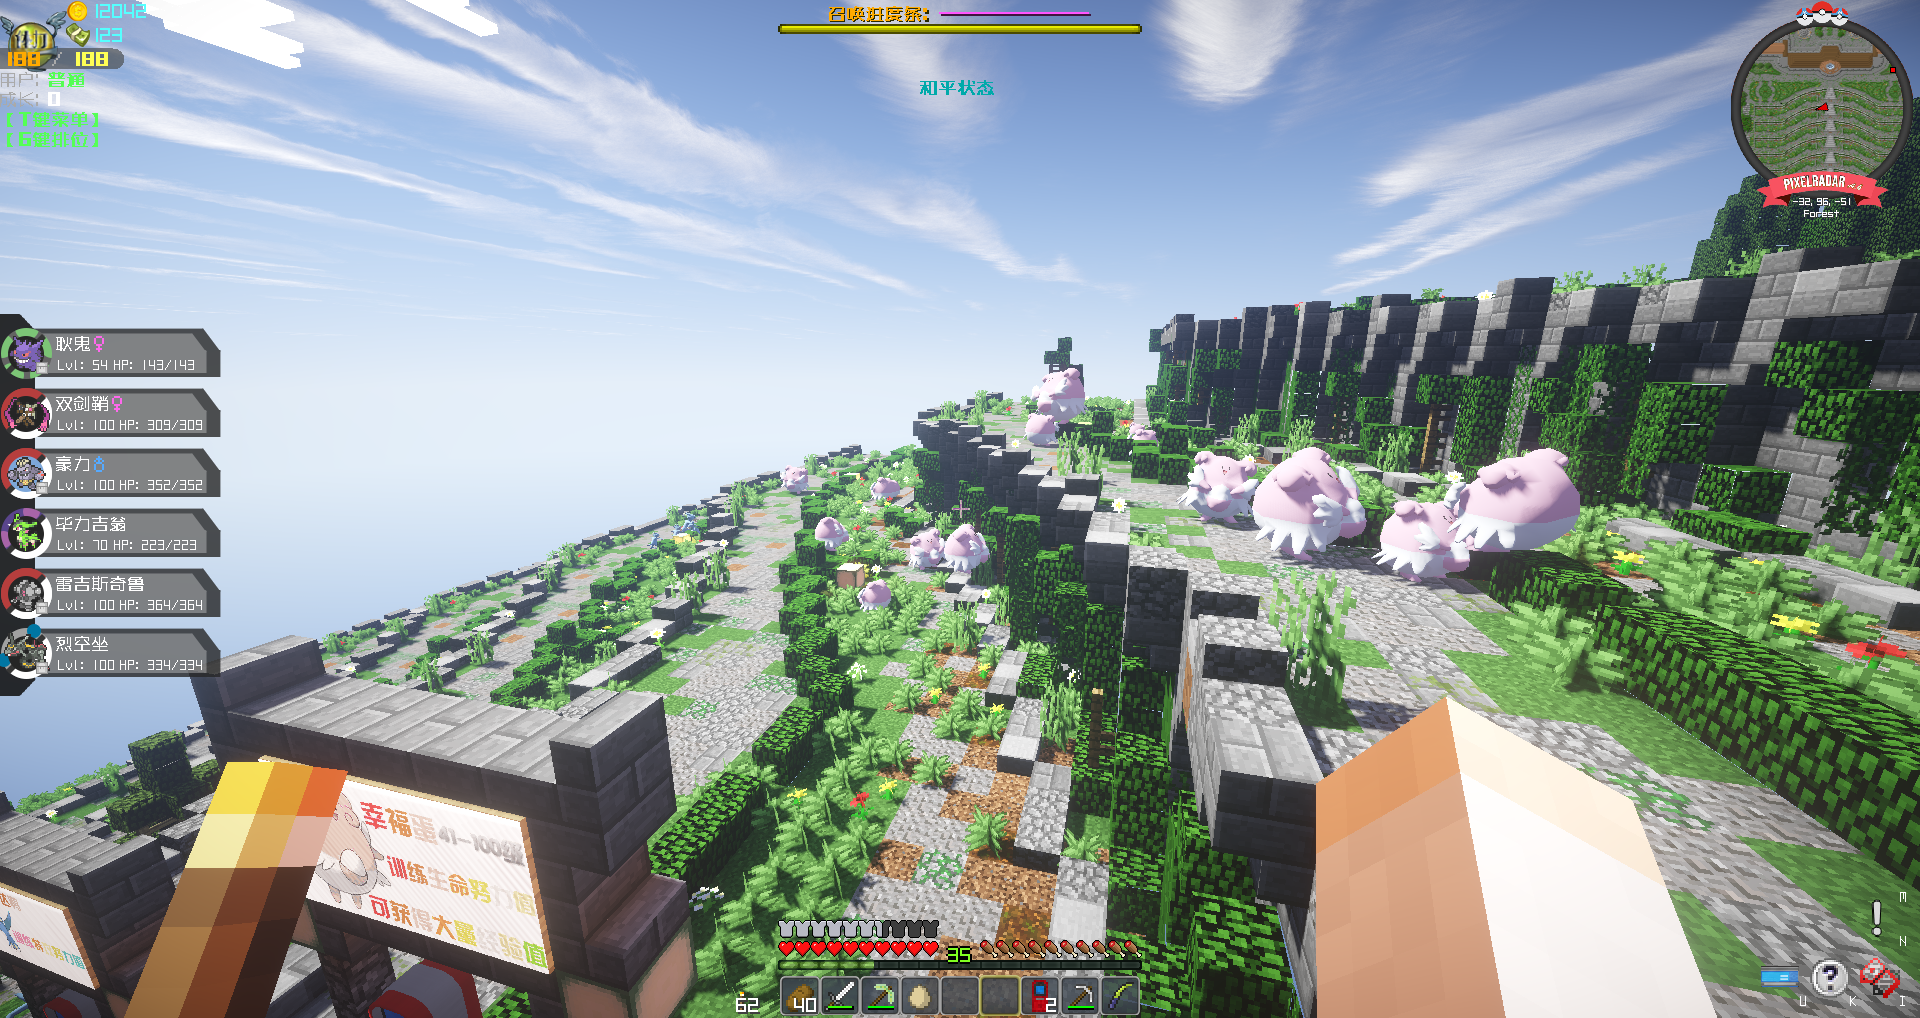 12042
123
188 / 188
用户: 普通
成长: 0
召唤进度条:
和平状态
PIXELRADAR
-32, 96, -51
Forest
耿鬼♀
Lvl: 54 HP: 143/143
双剑鞘♀
Lvl: 100 HP: 309/309
豪力♂
Lvl: 100 HP: 352/352
毕力吉翁
Lvl: 70 HP: 223/223
雷吉斯奇鲁
Lvl: 100 HP: 364/364
烈空坐
Lvl: 100 HP: 334/334
幸福蛋41-100级
训练生命努力值
可获得大量经验值
35
62
40
2
M
N
U
K
I